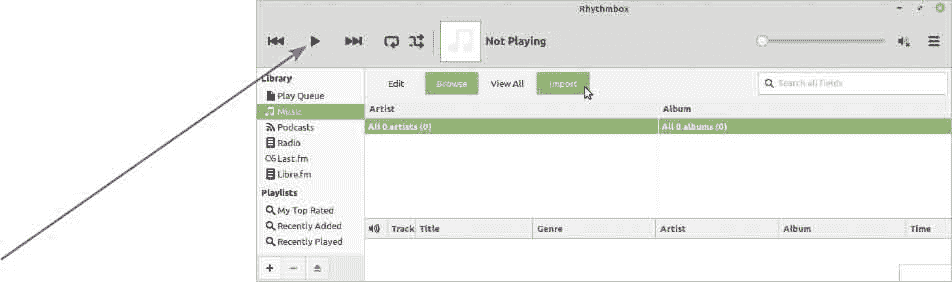 Rhythmbox
Not Playing
Library
Play Queue
Music
Podcasts
Radio
Last.fm
Libre.fm
Playlists
My Top Rated
Recently Added
Recently Played
Edit Browse View All Import
Search all fields
Artist Album
All 0 artists (0) All 0 albums (0)
Track Title Genre Artist Album Time